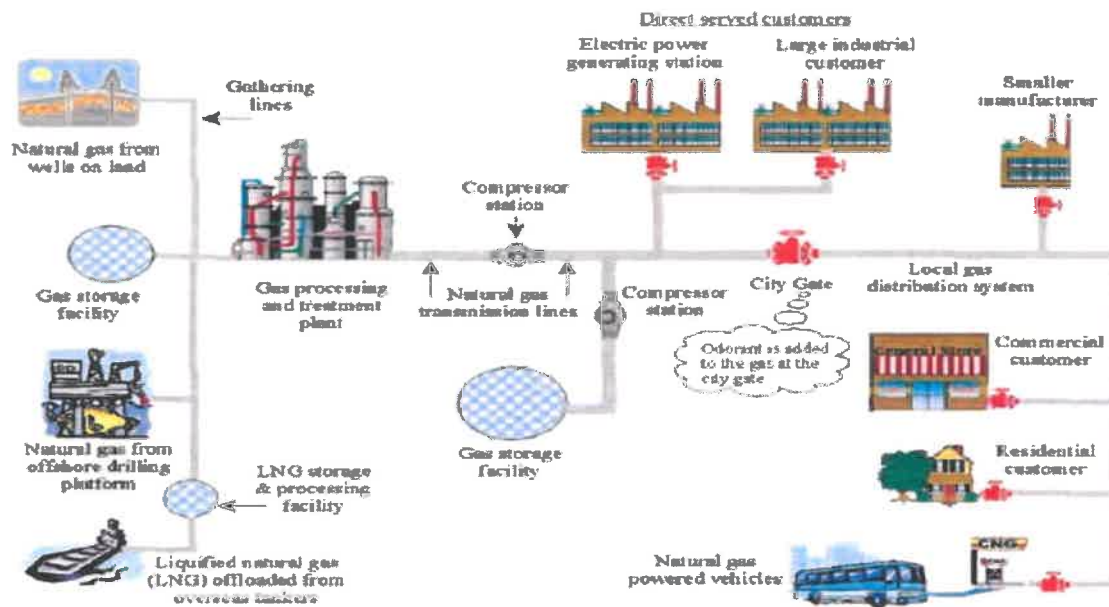 Direct served customers
Electric power
generating station
Large industrial
customer
Smaller
manufacturer
Gathering
lines
Natural gas from
wells on land
Compressor
station
Gas storage
facility
Gas processing
and treatment
plant
Natural gas
transmission lines
Compressor
station
City Gate
Local gas
distribution system
Odorant is added
to the gas at the
city gate
General Store
Commercial
customer
Natural gas from
offshore drilling
platform
LNG storage
& processing
facility
Gas storage
facility
Residential
customer
Liquified natural gas
(LNG) offloaded from
overseas tankers
Natural gas
powered vehicles
CNG